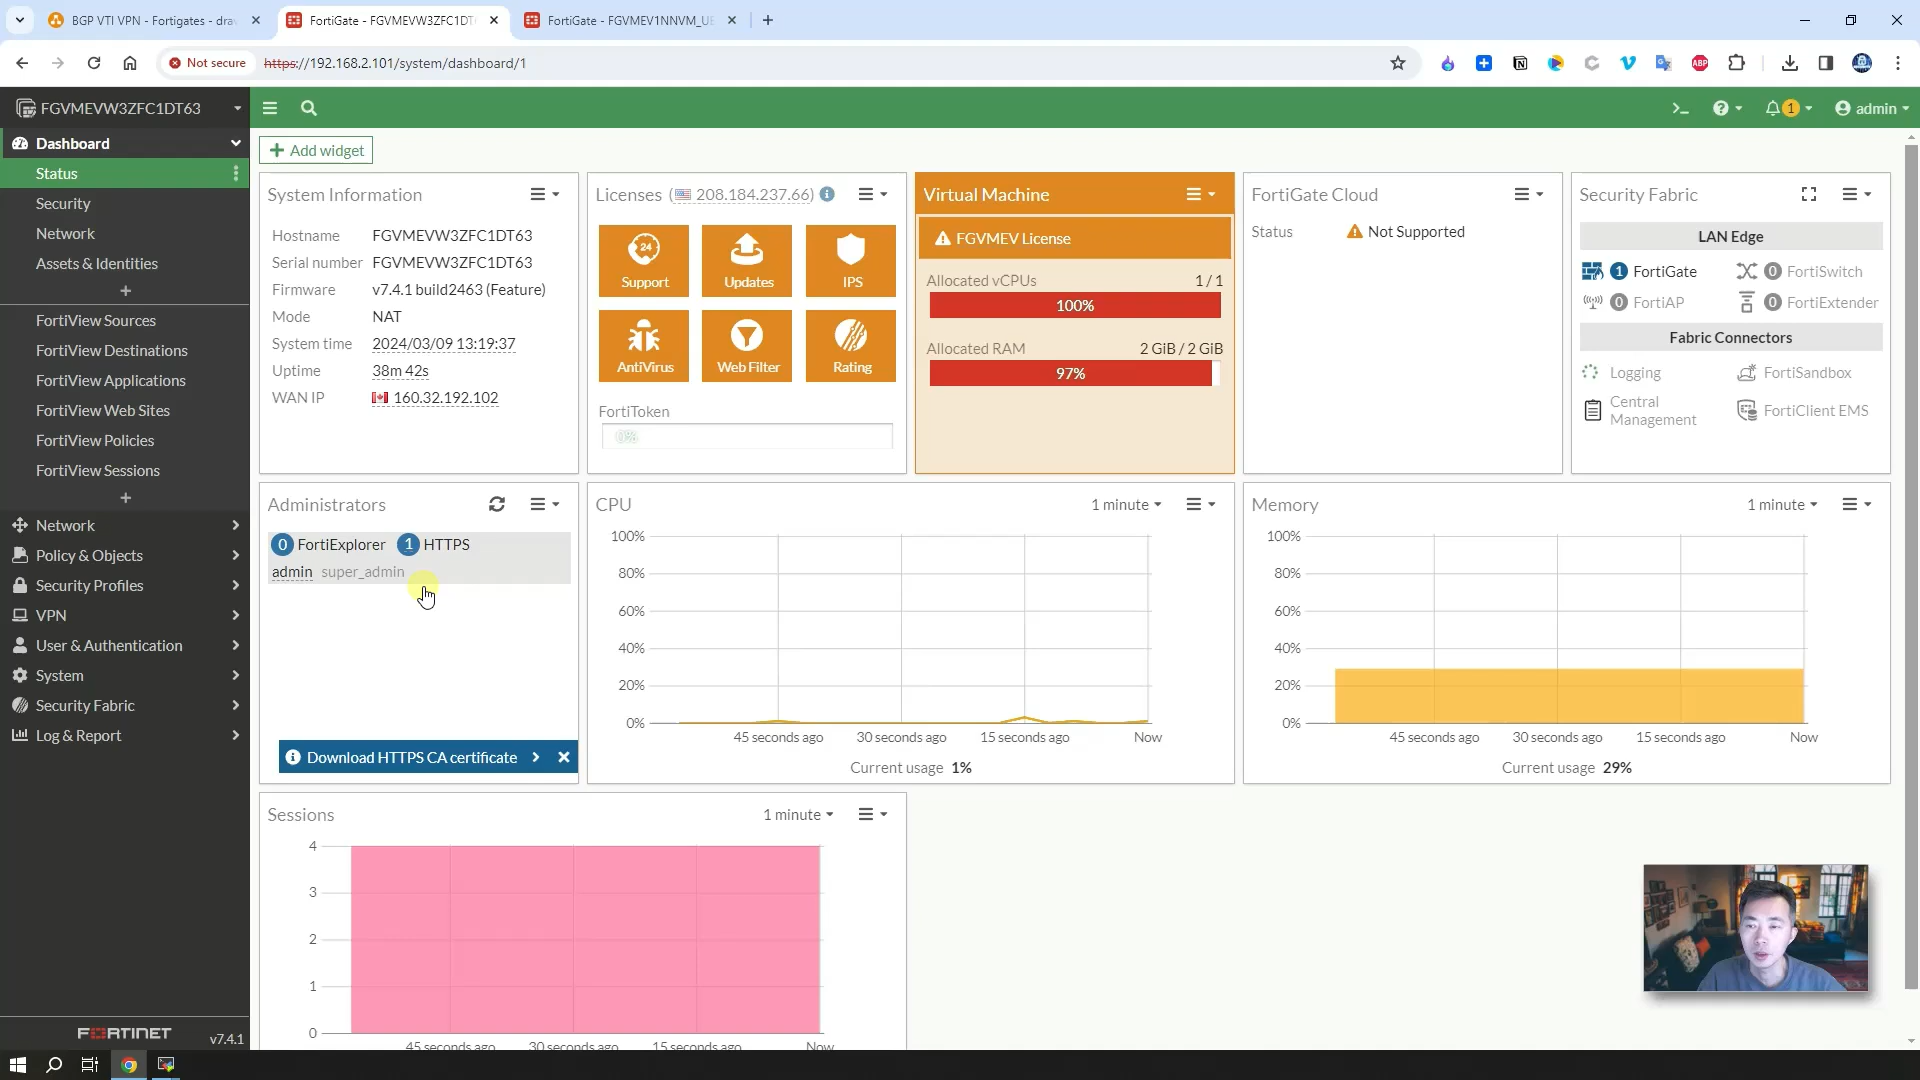 BGP VTI VPN - Fortigates - dra
FortiGate - FGVMEVW3ZFC1DT
FortiGate - FGVMEV1NNVM_U
Not secure
https://192.168.2.101/system/dashboard/1
ABP
FGVMEVW3ZFC1DT63
1
admin
Dashboard
Status
Security
Network
Assets & Identities
FortiView Sources
FortiView Destinations
FortiView Applications
FortiView Web Sites
FortiView Policies
FortiView Sessions
Network
Policy & Objects
Security Profiles
VPN
User & Authentication
System
Security Fabric
Log & Report
FORTINET
v7.4.1
Add widget
System Information
Hostname FGVMEVW3ZFC1DT63
Serial number FGVMEVW3ZFC1DT63
Firmware v7.4.1 build2463 (Feature)
Mode NAT
System time 2024/03/09 13:19:37
Uptime 38m 42s
WAN IP 160.32.192.102
Licenses (208.184.237.66)
24
Support
Updates
IPS
AntiVirus
Web Filter
Rating
FortiToken
0%
Virtual Machine
FGVMEV License
Allocated vCPUs 1 / 1
100%
Allocated RAM 2 GiB / 2 GiB
97%
FortiGate Cloud
Status Not Supported
Security Fabric
LAN Edge
1 FortiGate
0 FortiSwitch
0 FortiAP
0 FortiExtender
Fabric Connectors
Logging
FortiSandbox
Central
Management
FortiClient EMS
Administrators
0 FortiExplorer 1 HTTPS
admin super_admin
Download HTTPS CA certificate
CPU
1 minute
100%
80%
60%
40%
20%
0%
45 seconds ago 30 seconds ago 15 seconds ago Now
Current usage 1%
Memory
1 minute
100%
80%
60%
40%
20%
0%
45 seconds ago 30 seconds ago 15 seconds ago Now
Current usage 29%
Sessions
1 minute
4
3
2
1
0
45 seconds ago 30 seconds ago 15 seconds ago Now